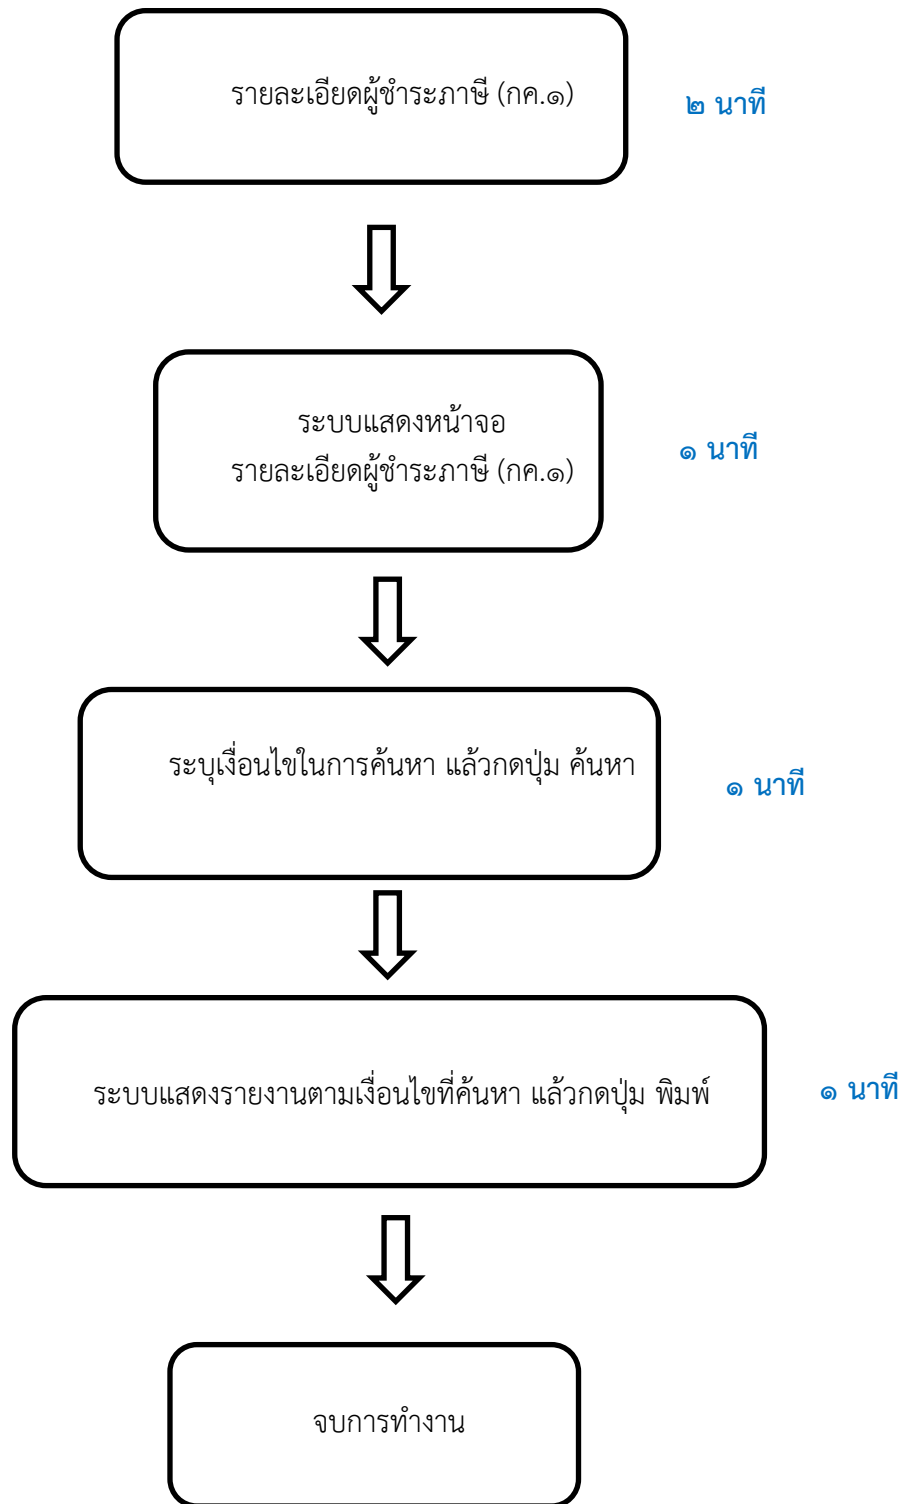 รายละเอียดผู้ชำระภาษี (กค.๑)
๒ นาที
ระบบแสดงหน้าจอ
รายละเอียดผู้ชำระภาษี (กค.๑)
๑ นาที
ระบุเงื่อนไขในการค้นหา แล้วกดปุ่ม ค้นหา
๑ นาที
ระบบแสดงรายงานตามเงื่อนไขที่ค้นหา แล้วกดปุ่ม พิมพ์
๑ นาที
จบการทำงาน